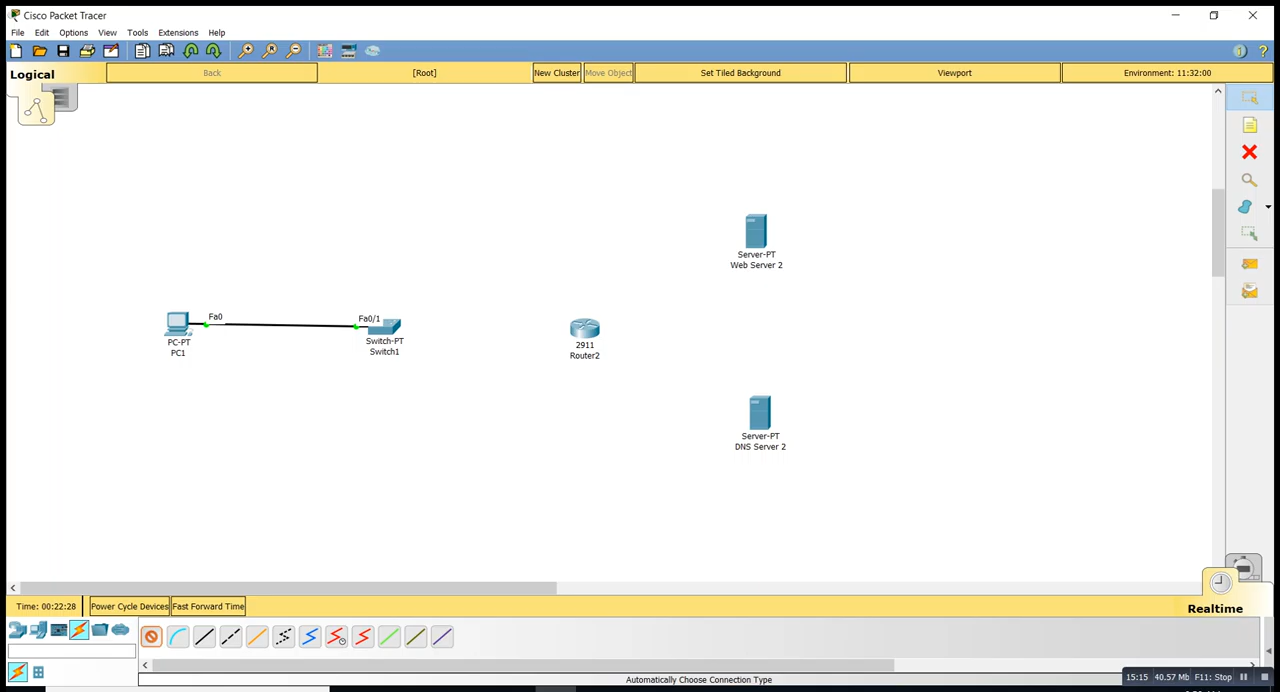 Cisco Packet Tracer
File Edit Options View Tools Extensions Help
Logical
Back
[Root]
New Cluster
Move Object
Set Tiled Background
Viewport
Environment: 11:32:00
Server-PT
Web Server 2
Fa0
Fa0/1
PC-PT
PC1
Switch-PT
Switch1
2911
Router2
Server-PT
DNS Server 2
Time: 00:22:28
Power Cycle Devices
Fast Forward Time
Realtime
Automatically Choose Connection Type
15:15 40.57 Mb F11: Stop